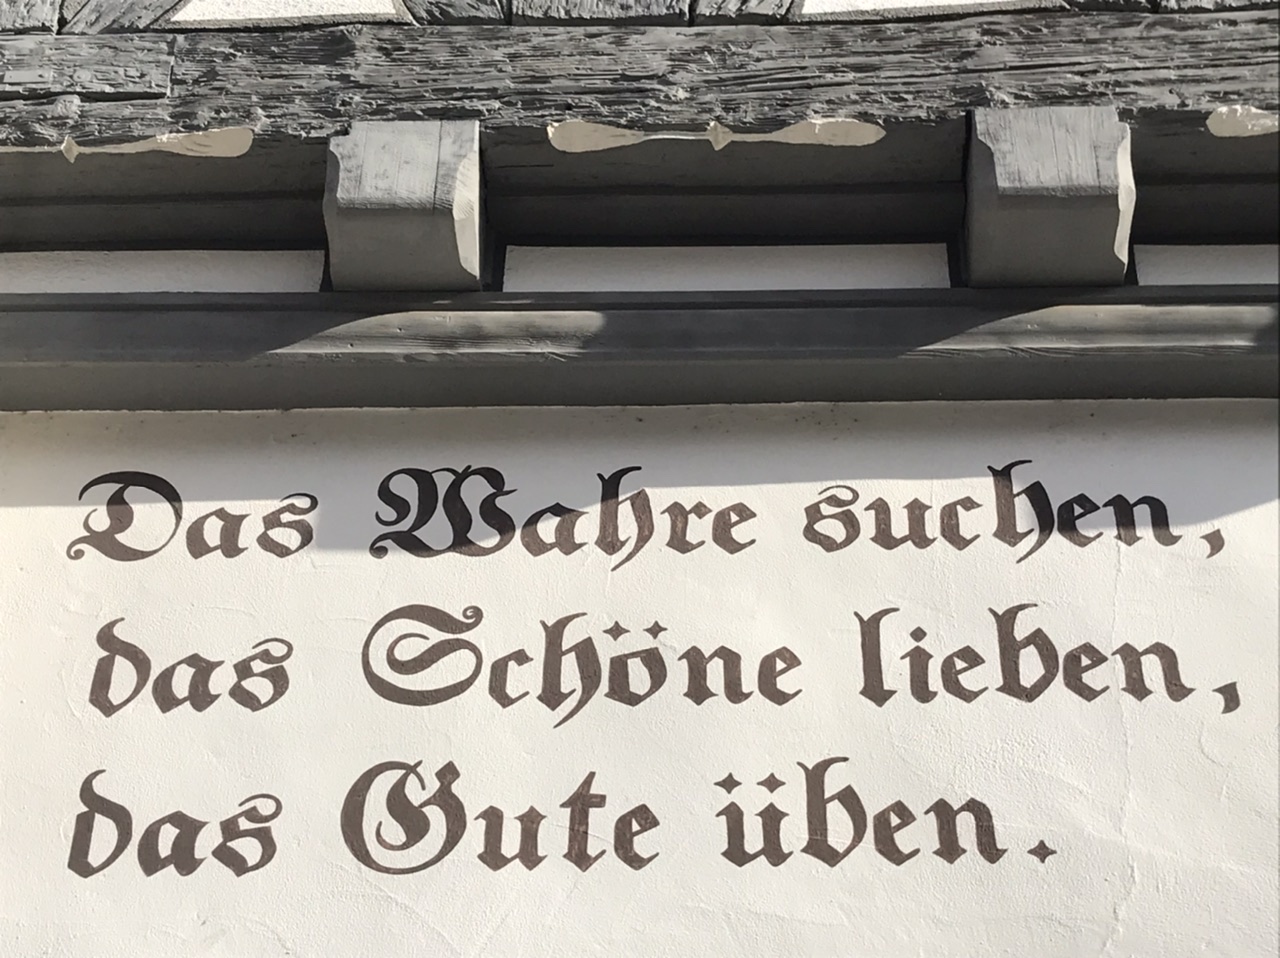 Das Wahre suchen,
das Schöne lieben,
das Gute üben.